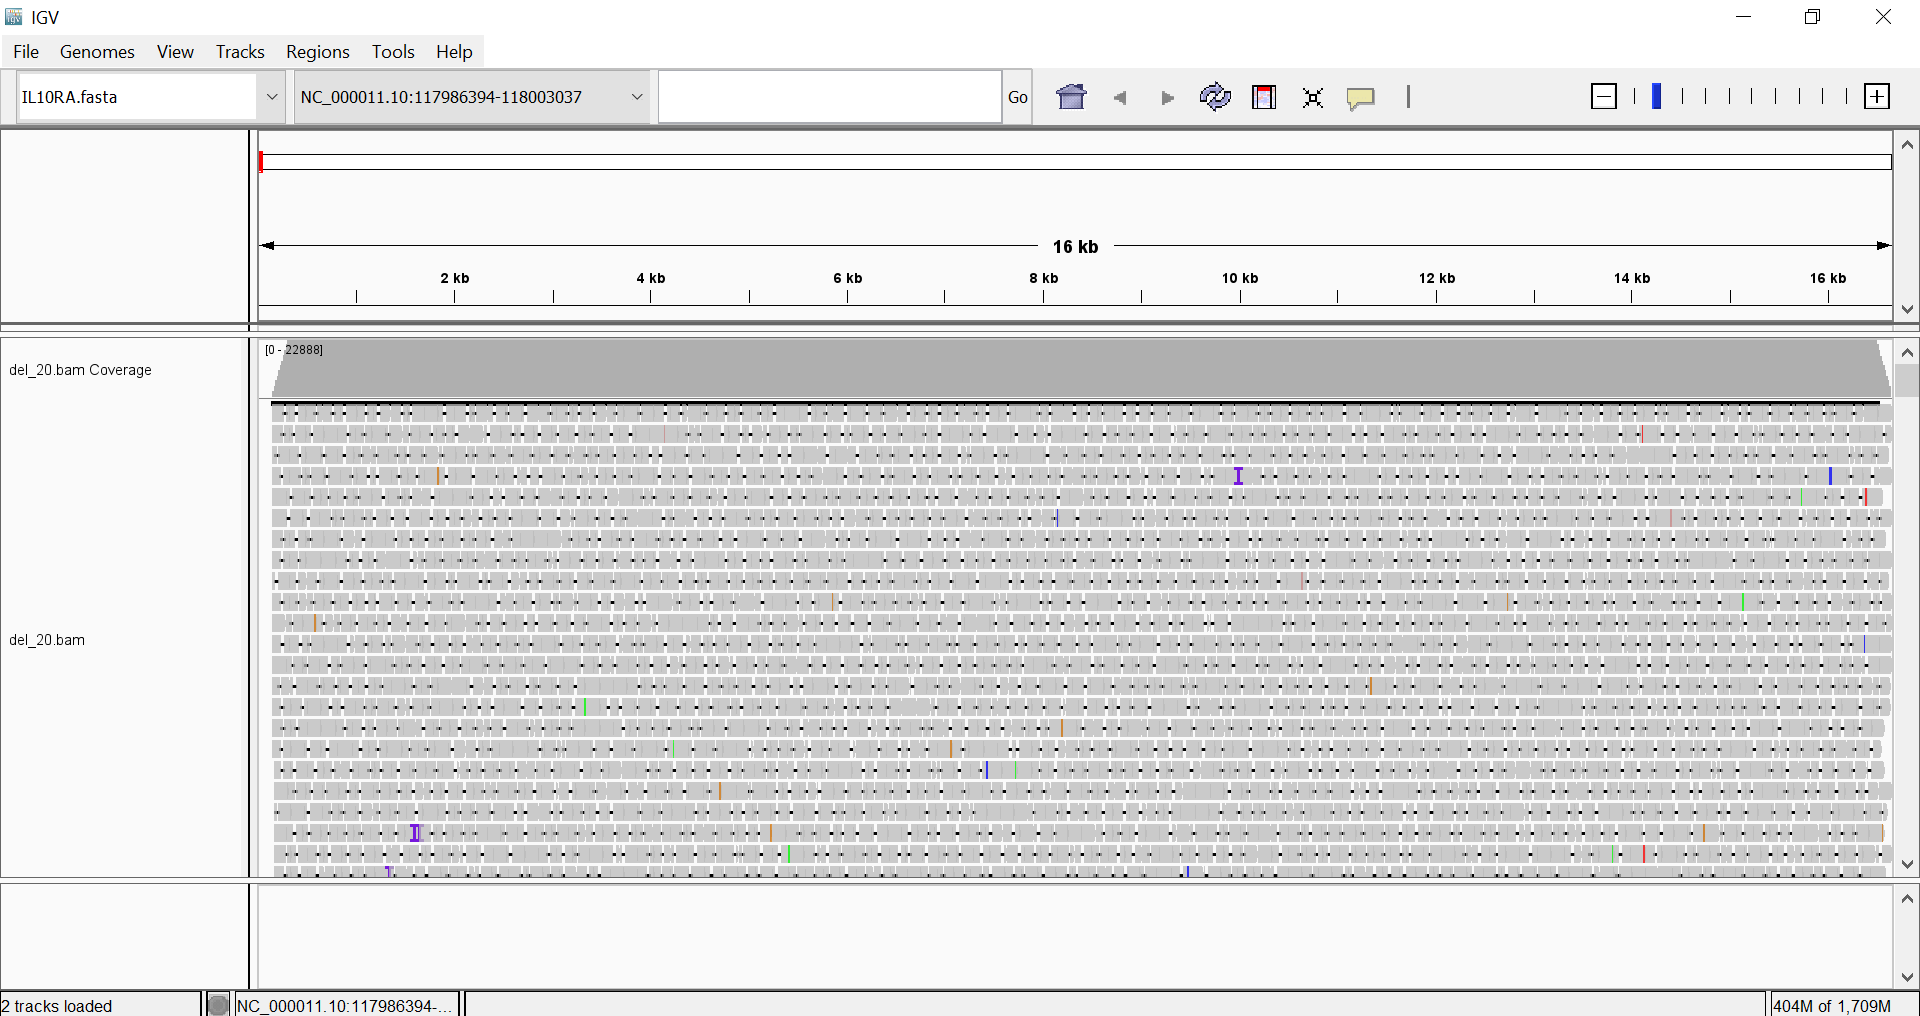 IGV
File Genomes View Tracks Regions Tools Help
IL10RA.fasta NC_000011.10:117986394-118003037 Go
16 kb
2 kb 4 kb 6 kb 8 kb 10 kb 12 kb 14 kb 16 kb
[0 - 22888]
del_20.bam Coverage
del_20.bam
2 tracks loaded NC_000011.10:117986394-... 404M of 1,709M